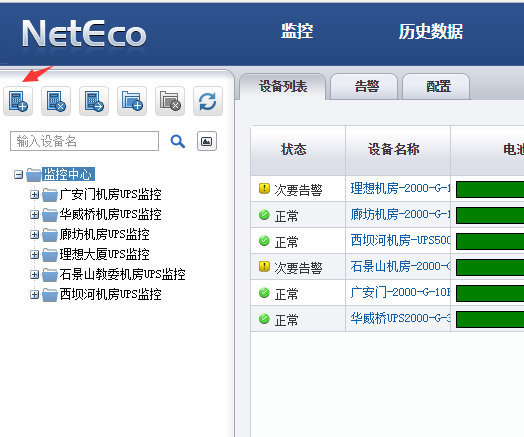 NetEco
监控 历史数据
设备列表 告警 配置
输入设备名
监控中心
广安门机房UPS监控
华威桥机房UPS监控
廊坊机房UPS监控
理想大厦UPS监控
石景山教委机房UPS监控
西坝河机房UPS监控
状态 设备名称 电池
次要告警 理想机房-2000-G-1
正常 廊坊机房-2000-G-1
正常 西坝河机房-UPS500
次要告警 石景山机房-2000-G
正常 广安门-2000-G-10
正常 华威桥UPS2000-G-3